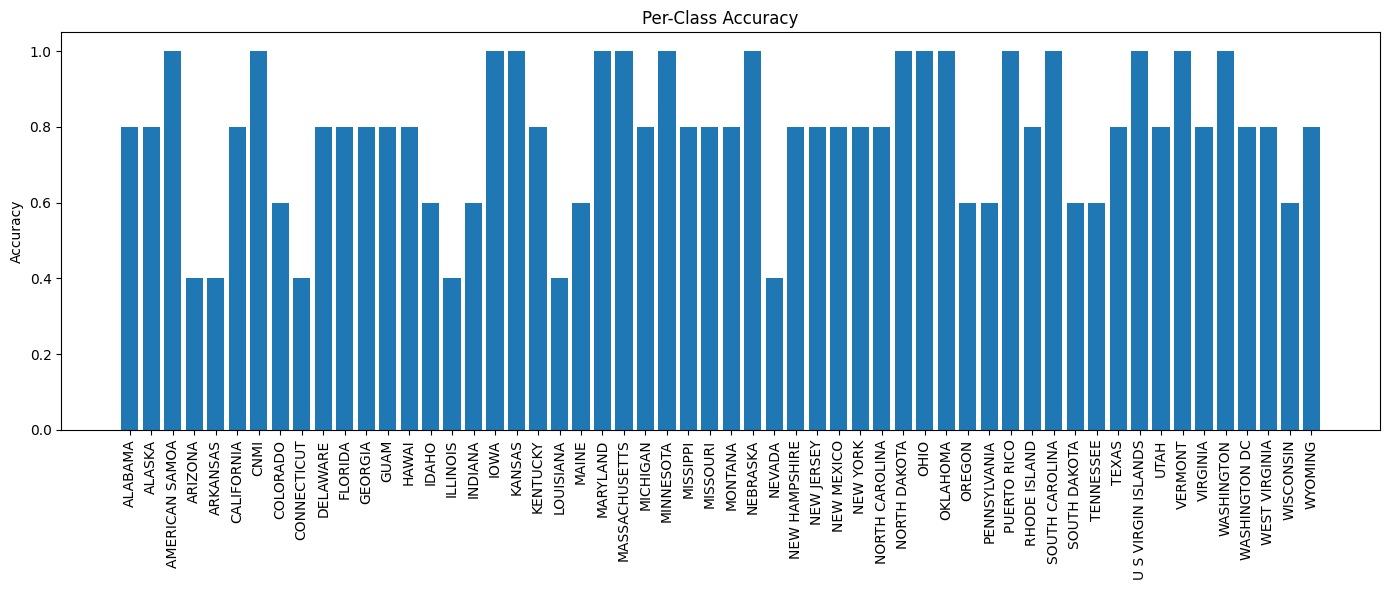 Per-Class Accuracy
1.0
0.8
0.6
0.4
0.2
0.0
Accuracy
ALABAMA
ALASKA
AMERICAN SAMOA
ARIZONA
ARKANSAS
CALIFORNIA
CNMI
COLORADO
CONNECTICUT
DELAWARE
FLORIDA
GEORGIA
GUAM
HAWAI
IDAHO
ILLINOIS
INDIANA
IOWA
KANSAS
KENTUCKY
LOUISIANA
MAINE
MARYLAND
MASSACHUSETTS
MICHIGAN
MINNESOTA
MISSIPPI
MISSOURI
MONTANA
NEBRASKA
NEVADA
NEW HAMPSHIRE
NEW JERSEY
NEW MEXICO
NEW YORK
NORTH CAROLINA
NORTH DAKOTA
OHIO
OKLAHOMA
OREGON
PENNSYLVANIA
PUERTO RICO
RHODE ISLAND
SOUTH CAROLINA
SOUTH DAKOTA
TENNESSEE
TEXAS
U S VIRGIN ISLANDS
UTAH
VERMONT
VIRGINIA
WASHINGTON
WASHINGTON DC
WEST VIRGINIA
WISCONSIN
WYOMING